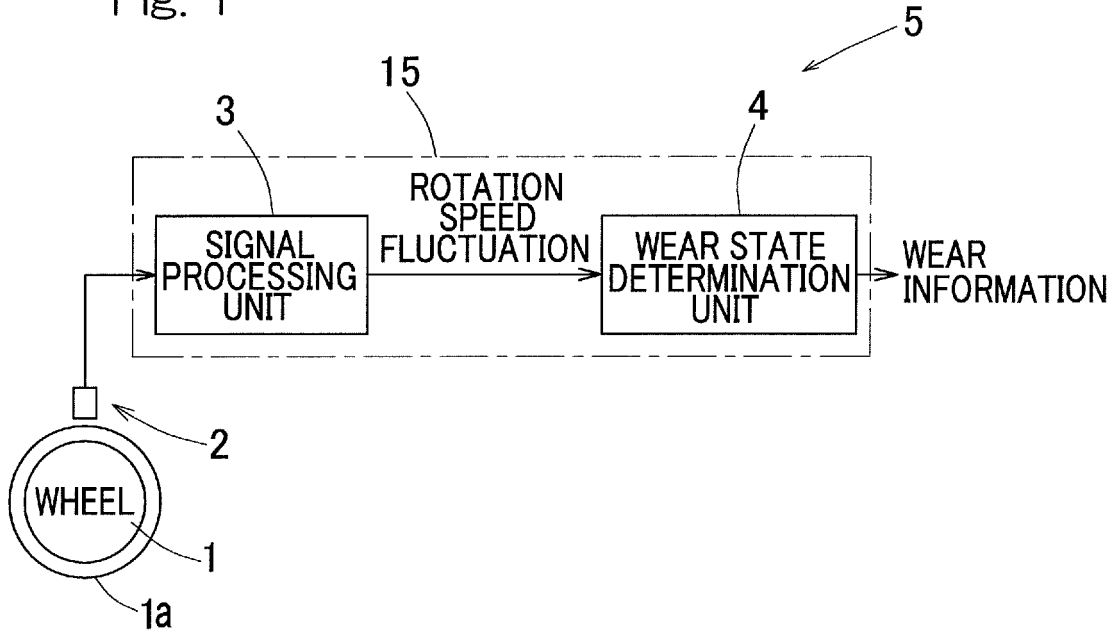 Fig. 1
5
15
3
4
ROTATION
SPEED
FLUCTUATION
SIGNAL
PROCESSING
UNIT
WEAR STATE
DETERMINATION
UNIT
WEAR
INFORMATION
2
WHEEL
1
1a